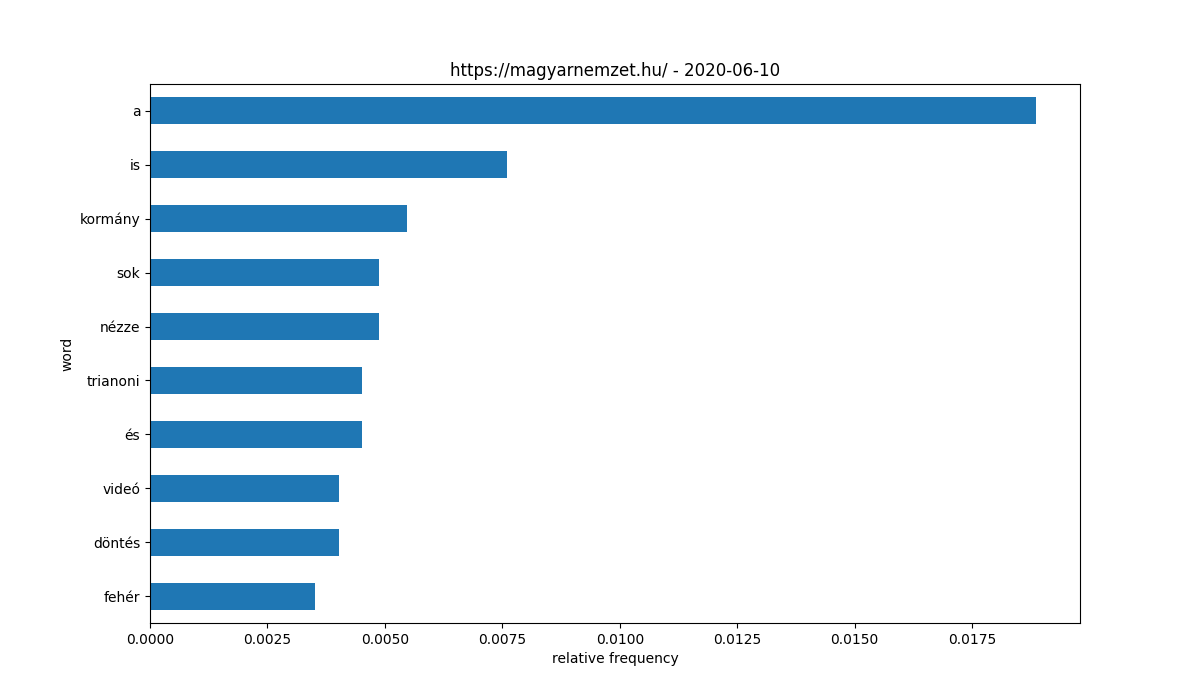 https://magyarnemzet.hu/ - 2020-06-10
a
is
kormány
sok
nézze
trianoni
és
videó
döntés
fehér
word
0.0000 0.0025 0.0050 0.0075 0.0100 0.0125 0.0150 0.0175
relative frequency